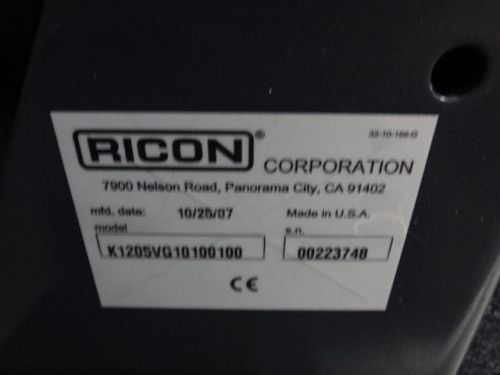 32-10-166-G
RICON® CORPORATION
7900 Nelson Road, Panorama City, CA 91402
mfd. date: 10/25/07 Made in U.S.A.
model s.n.
K1205VG10100100 00223748
CE